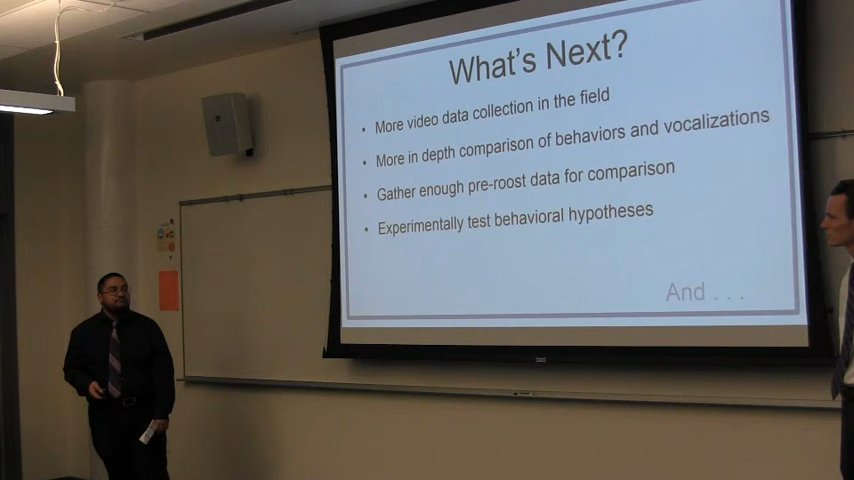 What's Next?
• More video data collection in the field
• More in depth comparison of behaviors and vocalizations
• Gather enough pre-roost data for comparison
• Experimentally test behavioral hypotheses
And . . .